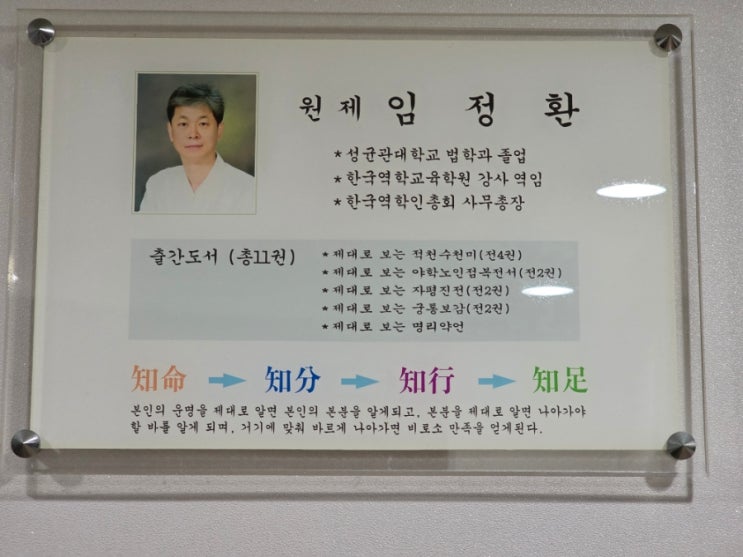 원제 임정환
*성균관대학교 법학과 졸업
*한국역학교육학원 강사 역임
*한국역학인총회 사무총장
출간도서 (총11권)
*제대로 보는 적천수천미(전4권)
*제대로 보는 야학노인점복전서(전2권)
*제대로 보는 자평진전(전2권)
*제대로 보는 궁통보감(전2권)
*제대로 보는 명리약언
知命 → 知分 → 知行 → 知足
본인의 운명을 제대로 알면 본인의 본분을 알게되고, 본분을 제대로 알면 나아가야
할 바를 알게 되며, 거기에 맞춰 바르게 나아가면 비로소 만족을 얻게된다.